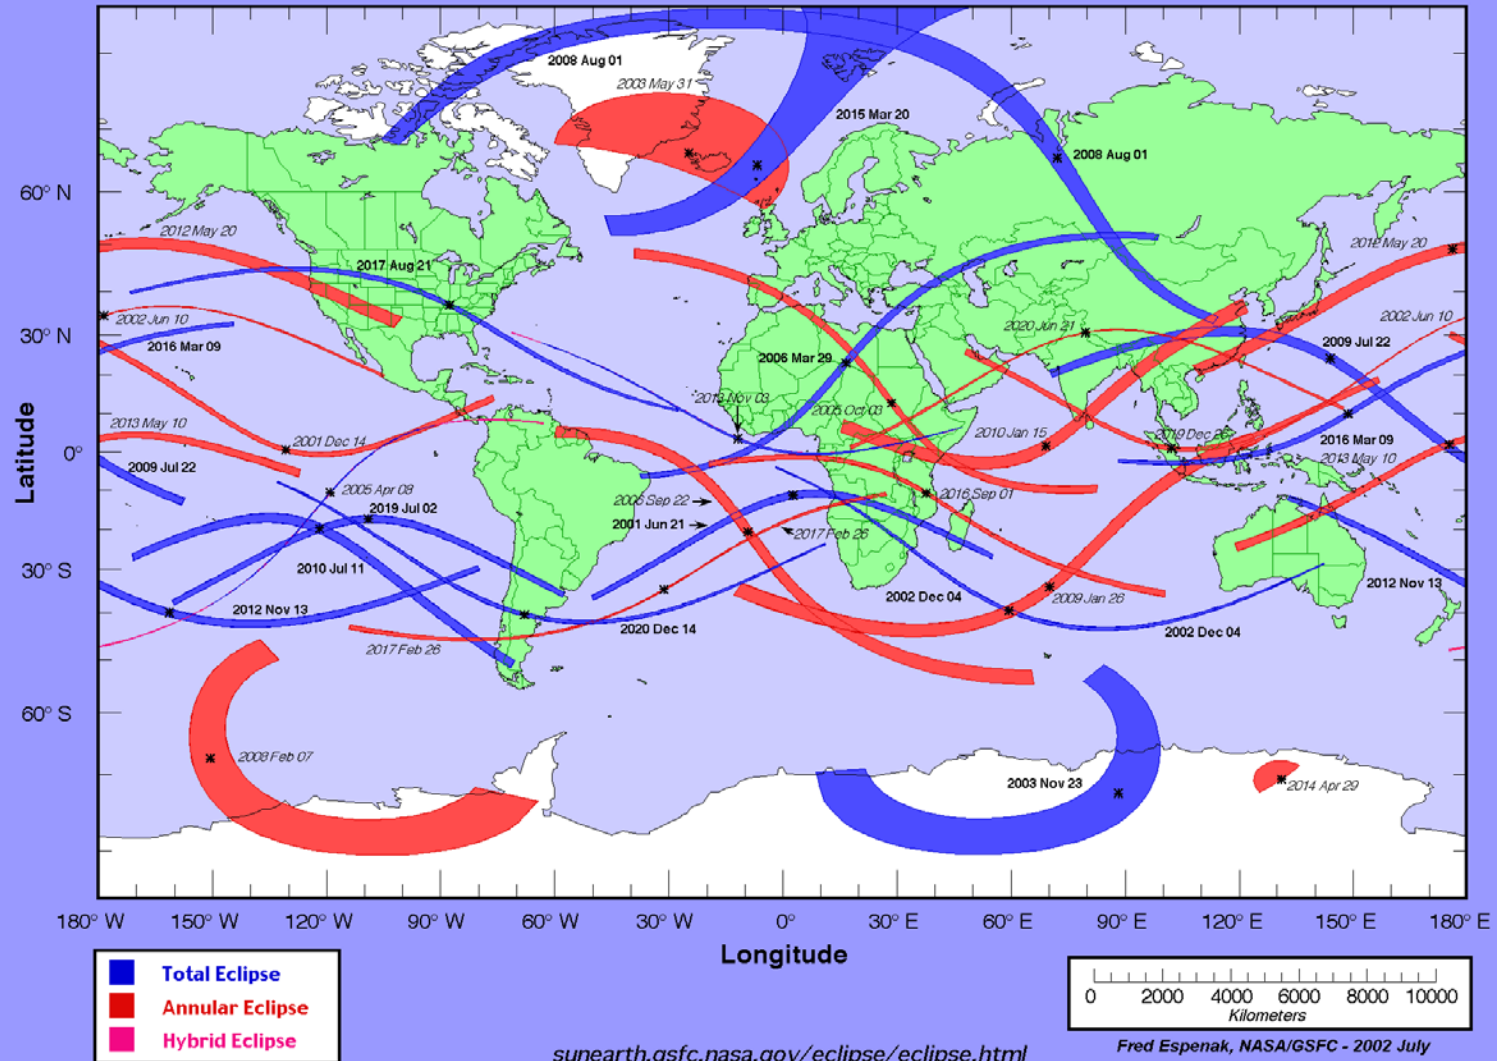 2008 Aug 01
2003 May 31
2015 Mar 20
2008 Aug 01
60° N
2012 May 20
2012 May 20
2017 Aug 21
2002 Jun 10
2002 Jun 10
2020 Jun 21
30° N
2016 Mar 09
2009 Jul 22
2006 Mar 29
2013 Nov 03
2005 Oct 03
2013 May 10
2001 Dec 14
2010 Jan 15
2019 Dec 26
2016 Mar 09
0°
2013 May 10
2009 Jul 22
2005 Apr 08
2006 Sep 22
2016 Sep 01
2019 Jul 02
2001 Jun 21
2017 Feb 26
30° S
2010 Jul 11
2012 Nov 13
2002 Dec 04
2009 Jan 26
2012 Nov 13
2020 Dec 14
2002 Dec 04
2017 Feb 26
60° S
2008 Feb 07
2003 Nov 23
2014 Apr 29
Latitude
180° W 150° W 120° W 90° W 60° W 30° W 0° 30° E 60° E 90° E 120° E 150° E 180° E
Longitude
Total Eclipse
Annular Eclipse
Hybrid Eclipse
0 2000 4000 6000 8000 10000
Kilometers
Fred Espenak, NASA/GSFC - 2002 July
sunearth.gsfc.nasa.gov/eclipse/eclipse.html